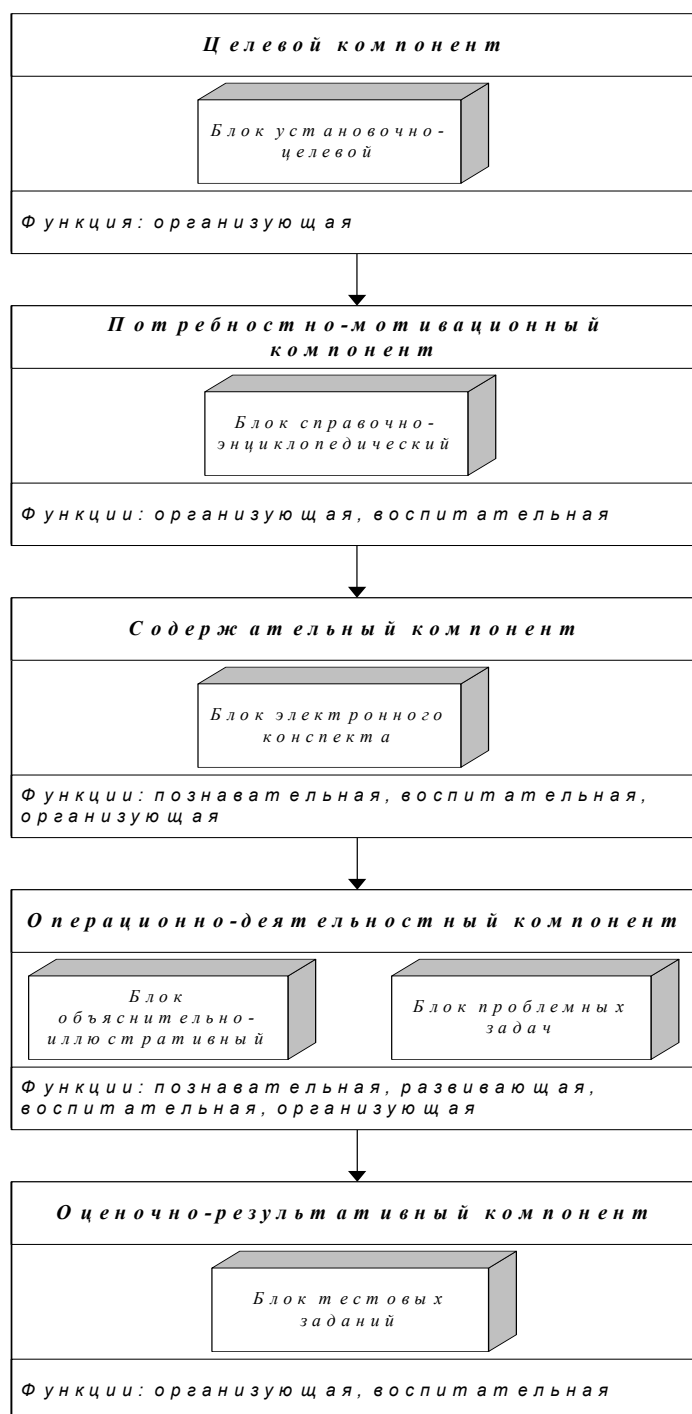 Целевой компонент
Блок установочно-
целевой
Функция: организующая
Потребностно-мотивационный
компонент
Блок справочно-
энциклопедический
Функции: организующая, воспитательная
Содержательный компонент
Блок электронного
конспекта
Функции: познавательная, воспитательная,
организующая
Операционно-деятельностный компонент
Блок
объяснительно-
иллюстративный
Блок проблемных
задач
Функции: познавательная, развивающая,
воспитательная, организующая
Оценочно-результативный компонент
Блок тестовых
заданий
Функции: организующая, воспитательная